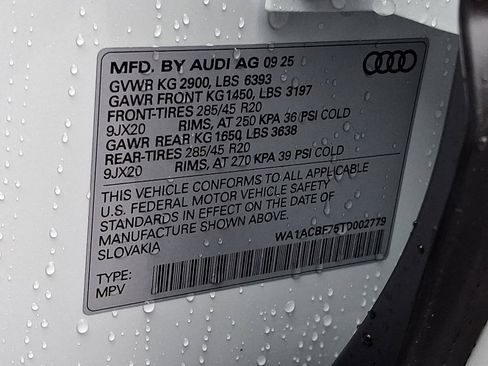 MFD. BY AUDI AG 09 25
GVWR KG 2900, LBS 6393
GAWR FRONT KG 1450, LBS 3197
FRONT-TIRES 285/45 R20
9JX20 RIMS, AT 250 KPA 36 PSI COLD
GAWR REAR KG 1650, LBS 3638
REAR-TIRES 285/45 R20
9JX20 RIMS, AT 270 KPA 39 PSI COLD
THIS VEHICLE CONFORMS TO ALL APPLICABLE
U.S. FEDERAL MOTOR VEHICLE SAFETY
STANDARDS IN EFFECT ON THE DATE OF
MANUFACTURE SHOWN ABOVE.
SLOVAKIA
WA1ACBF75TD002779
TYPE:
MPV